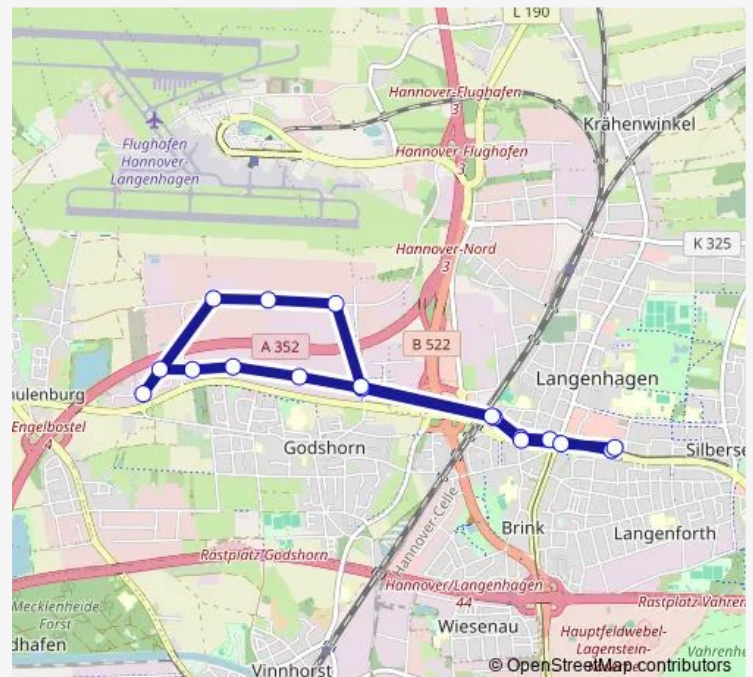 L 190
Hannover-Flughafen
3
Krähenwinkel
Flughafen
Hannover-
Langenhagen
Hannover-Flughafen
3
K 325
Hannover-Nord
3
A 352
B 522
Langenhagen
hulenburg
Engelbostel
4
Godshorn
Silberse
Hannover-Celle
Brink
Langenforth
Rastplatz Godshorn
Hannover/Langenhagen
44
Rastplatz Vahren
Mecklenheide
Forst
dhafen
Wiesenau
Hauptfeldwebel-
Lagenstein-
Vahrenhe
Vinnhorst
© OpenStreetMap contributors